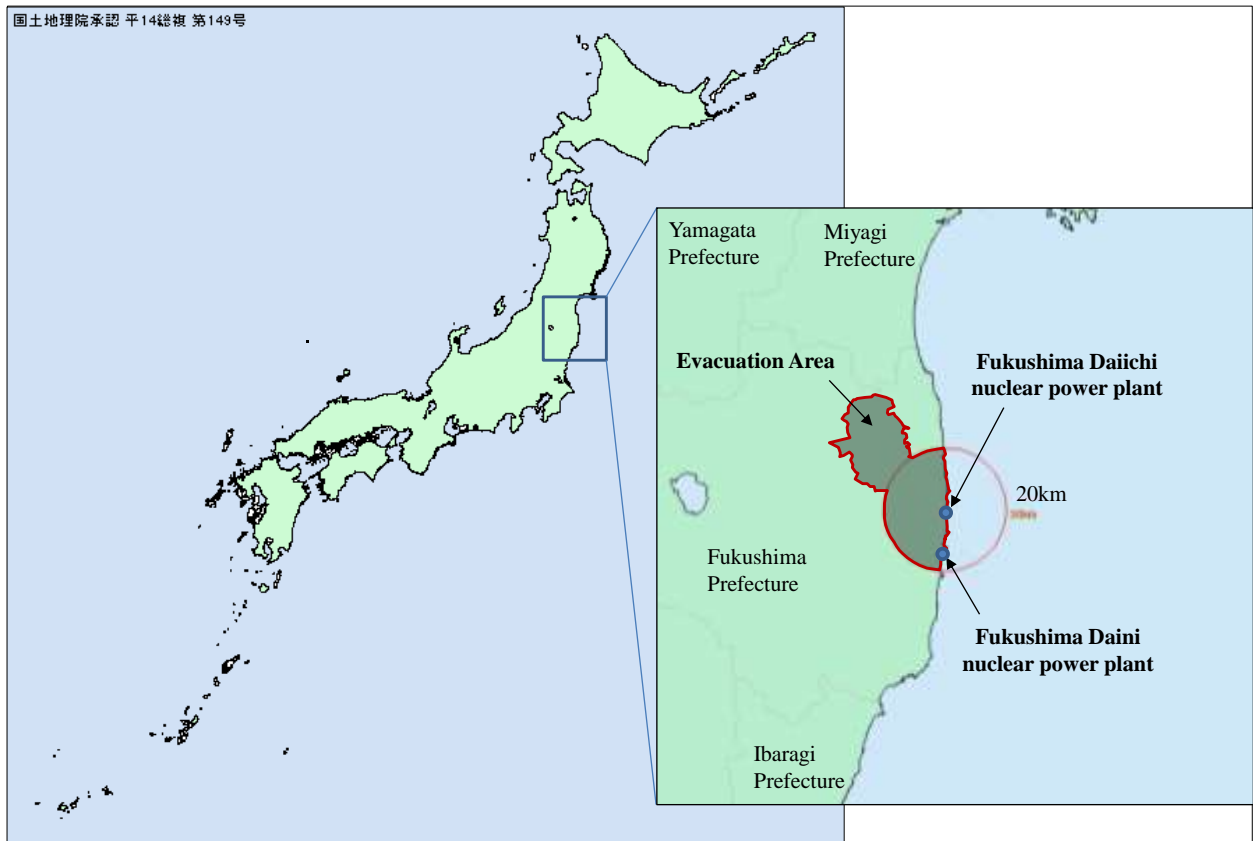 国土地理院承認 平14総複 第149号
Yamagata
Prefecture
Miyagi
Prefecture
Evacuation Area
Fukushima Daiichi
nuclear power plant
20km
Fukushima
Prefecture
Fukushima Daini
nuclear power plant
Ibaragi
Prefecture